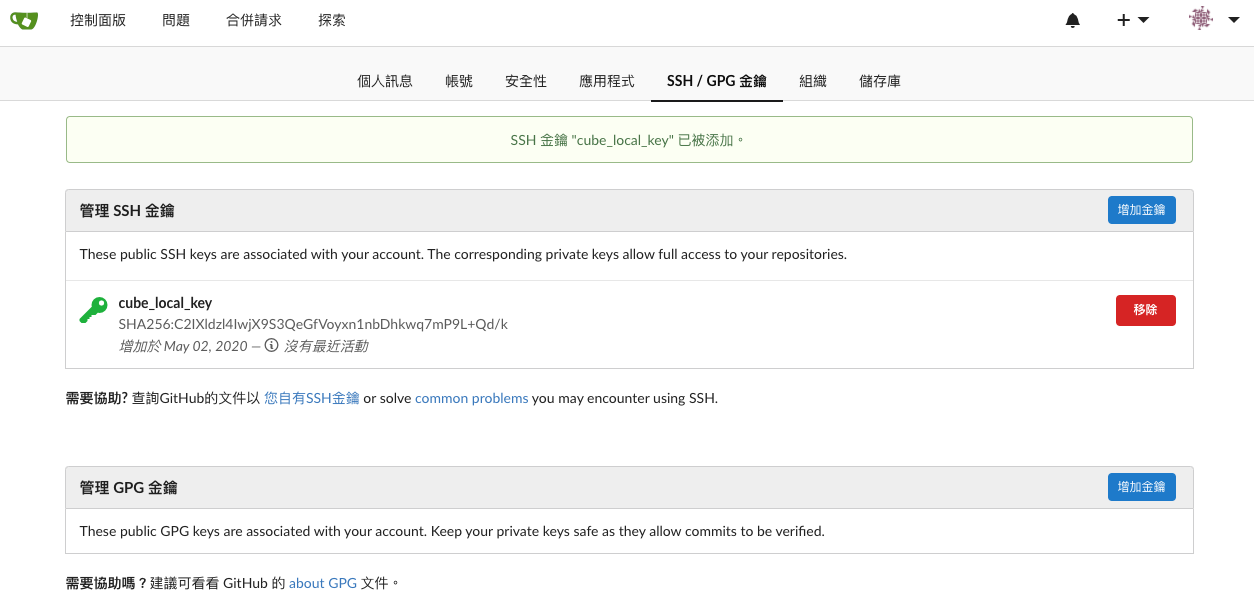 控制面版 問題 合併請求 探索
個人訊息 帳號 安全性 應用程式 SSH / GPG 金鑰 組織 儲存庫
SSH 金鑰 "cube_local_key" 已被添加。
管理 SSH 金鑰 增加金鑰
These public SSH keys are associated with your account. The corresponding private keys allow full access to your repositories.
cube_local_key 移除
SHA256:C2IXldzl4IwjX9S3QeGfVoyxn1nbDhkwq7mP9L+Qd/k
增加於 May 02, 2020 — 沒有最近活動
需要協助? 查詢GitHub的文件以 您自有SSH金鑰 or solve common problems you may encounter using SSH.
管理 GPG 金鑰 增加金鑰
These public GPG keys are associated with your account. Keep your private keys safe as they allow commits to be verified.
需要協助嗎？建議可看看 GitHub 的 about GPG 文件。